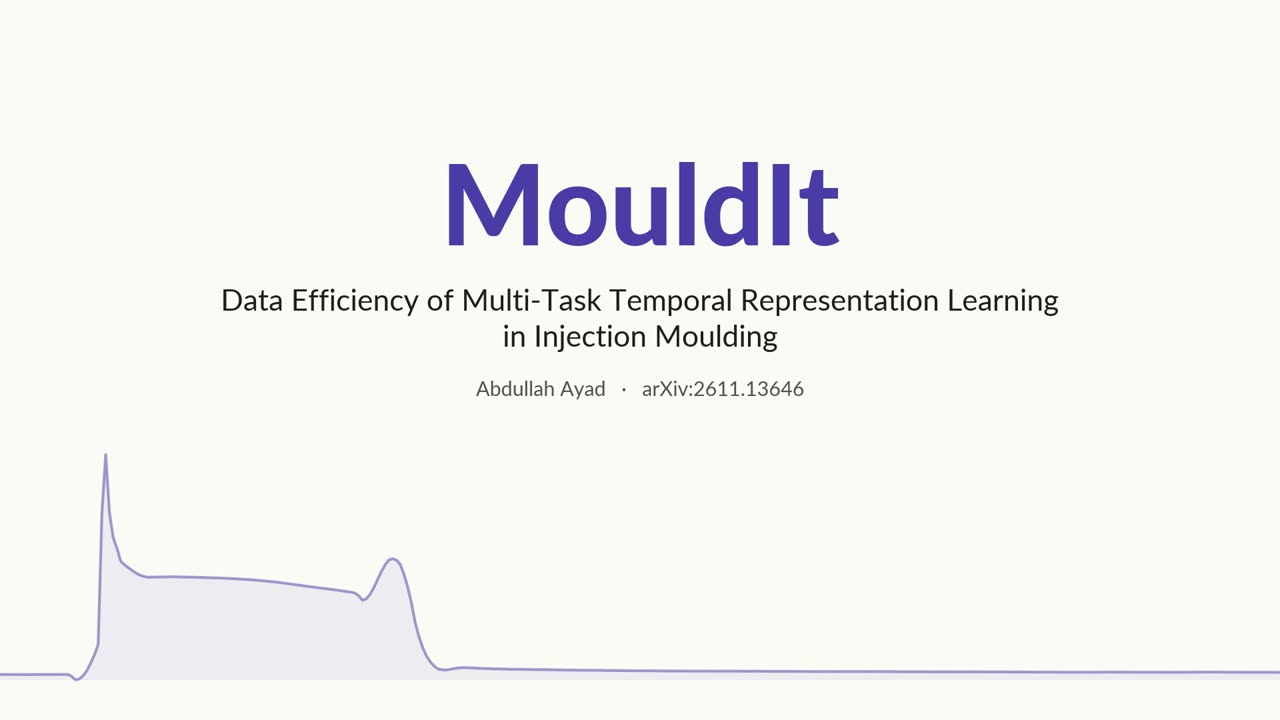 MouldIt
Data Efficiency of Multi-Task Temporal Representation Learning
in Injection Moulding
Abdullah Ayad · arXiv:2611.13646